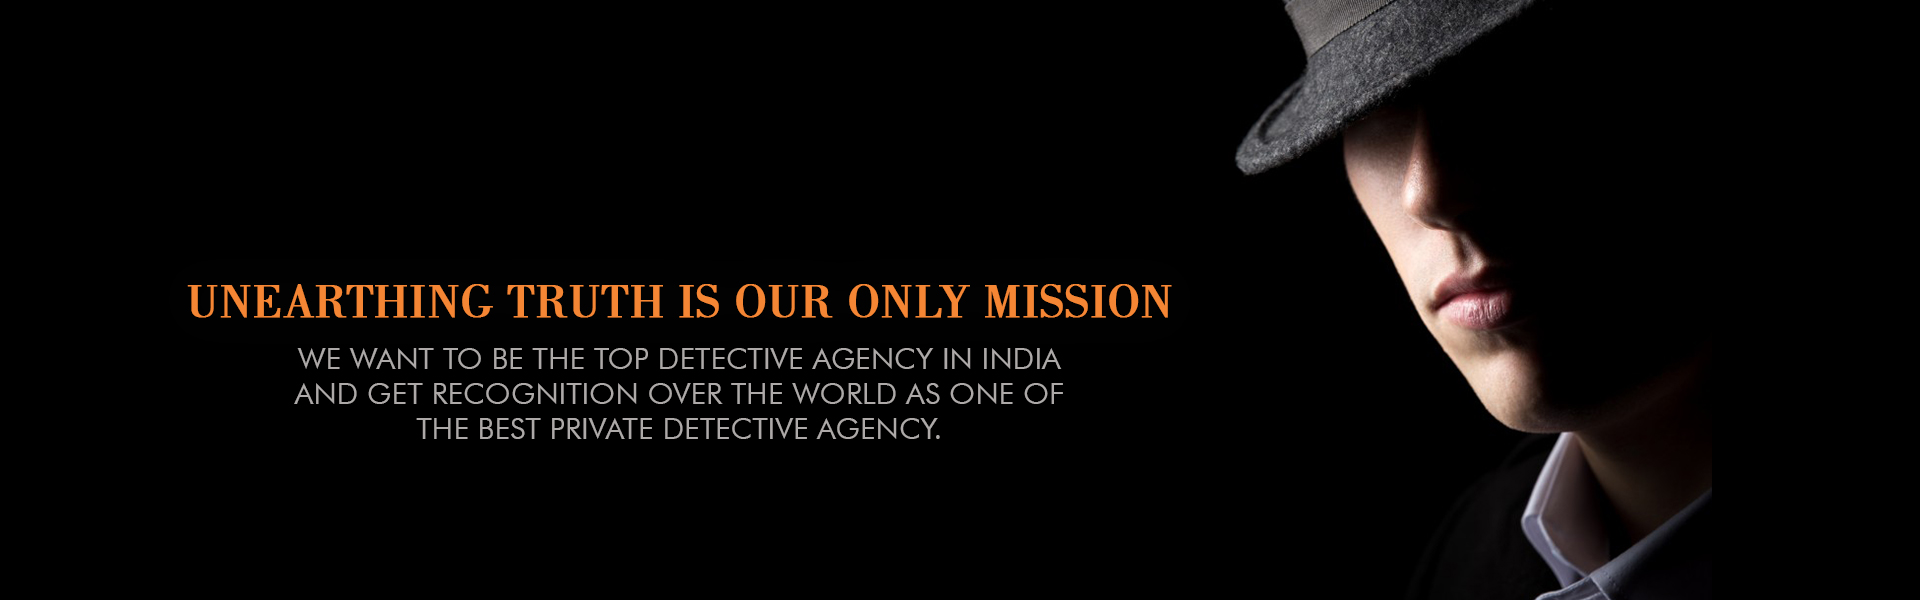 UNEARTHING TRUTH IS OUR ONLY MISSION
WE WANT TO BE THE TOP DETECTIVE AGENCY IN INDIA
AND GET RECOGNITION OVER THE WORLD AS ONE OF
THE BEST PRIVATE DETECTIVE AGENCY.